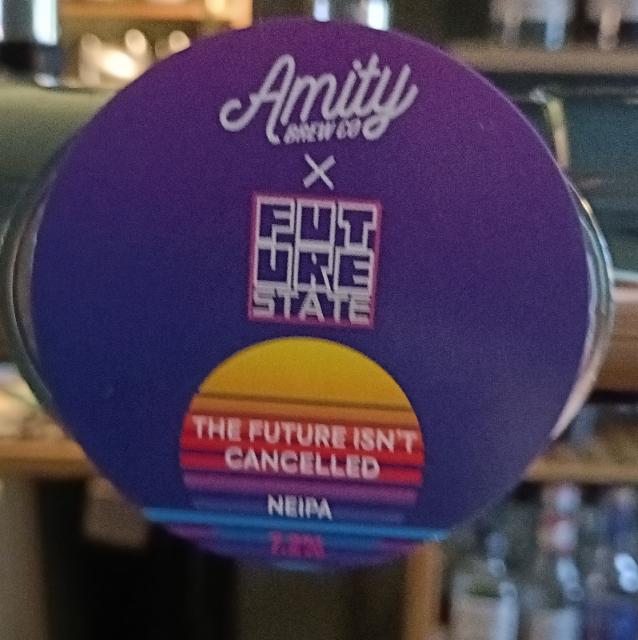 Amity
BREW CO
X
FUT
URE
STATE
THE FUTURE ISN'T
CANCELLED
NEIPA